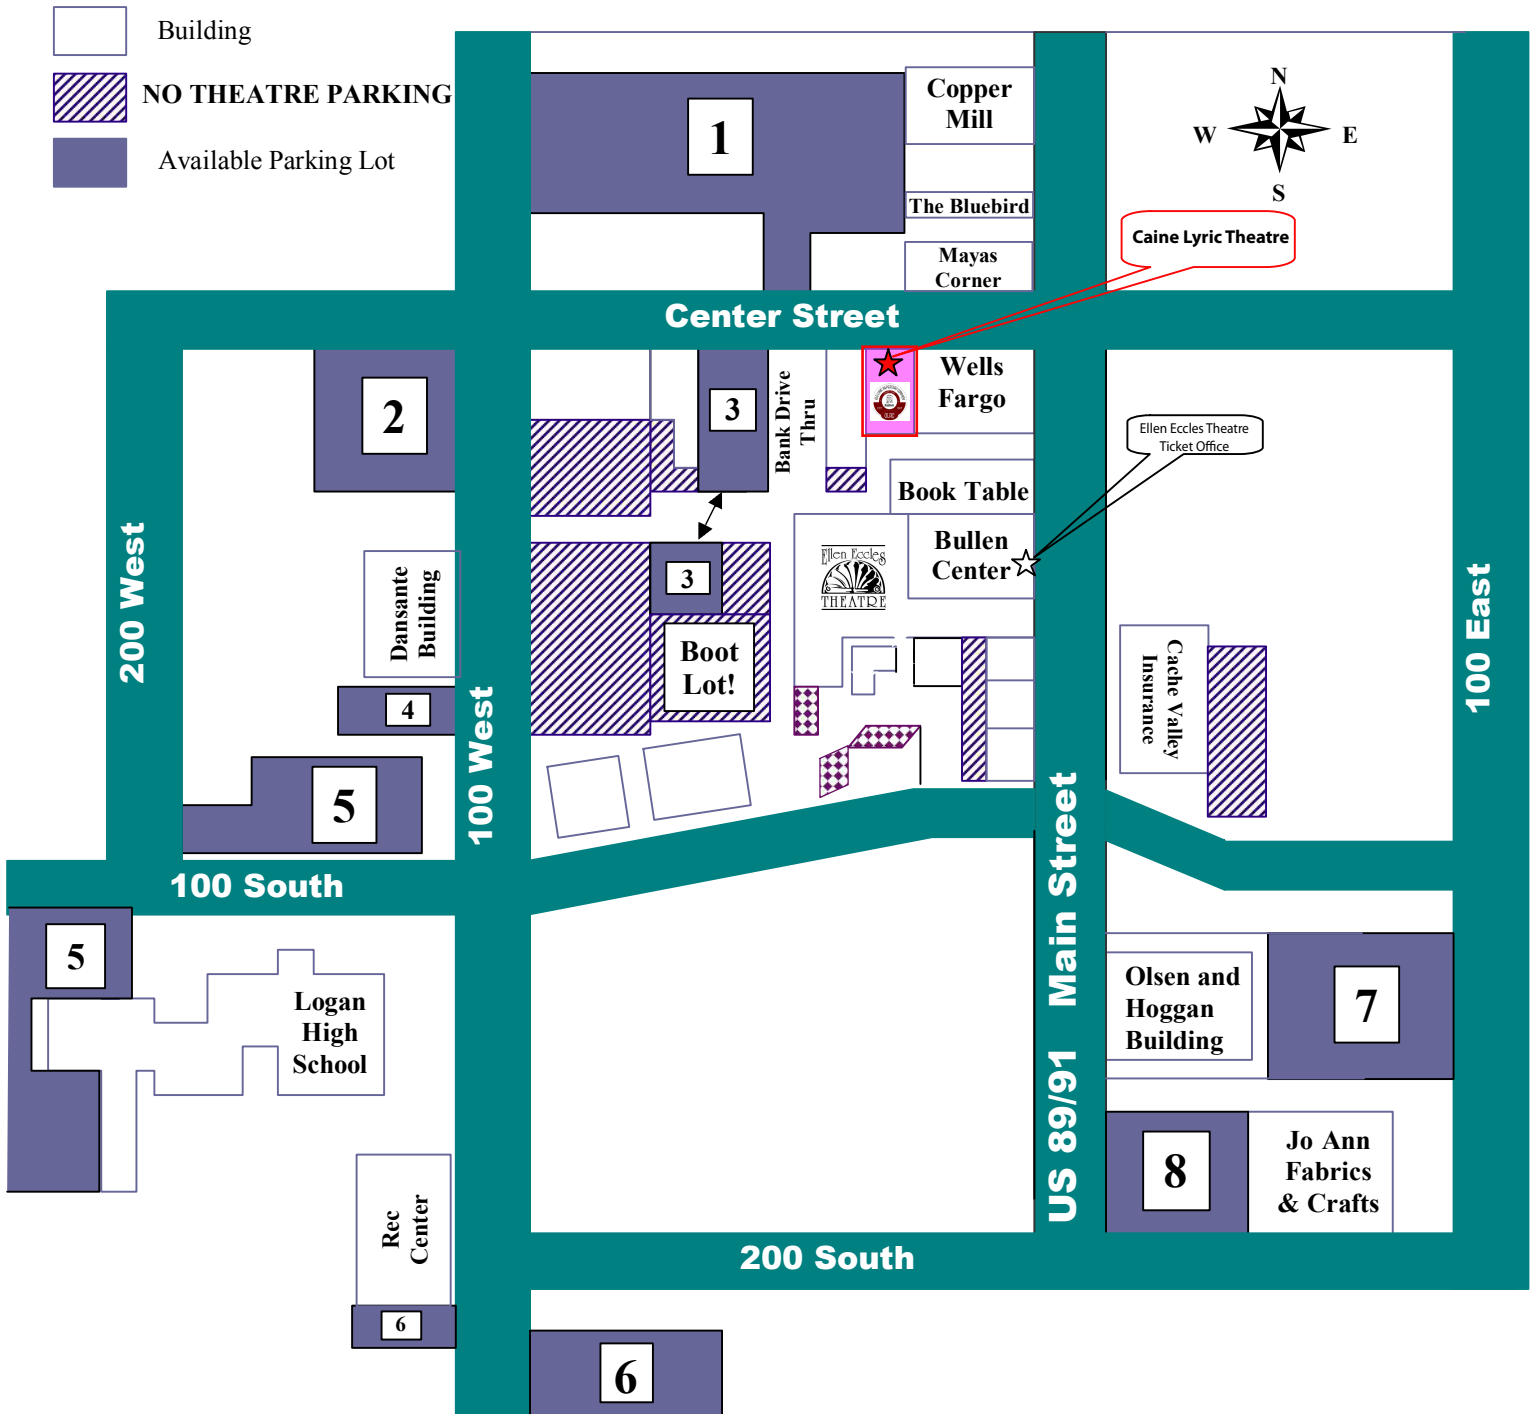 Building
NO THEATRE PARKING
Available Parking Lot
1
Copper
Mill
The Bluebird
Mayas
Corner
N
W
E
S
Caine Lyric Theatre
Center Street
2
3
Bank Drive
Thru
Wells
Fargo
Ellen Eccles Theatre
Ticket Office
Book Table
Bullen
Center
Ellen Eccles
THEATRE
200 West
Dansante
Building
3
Boot
Lot!
4
5
100 West
Cache Valley
Insurance
100 East
100 South
5
Logan
High
School
US 89/91 Main Street
Olsen and
Hoggan
Building
7
8
Jo Ann
Fabrics
& Crafts
Rec
Center
200 South
6
6